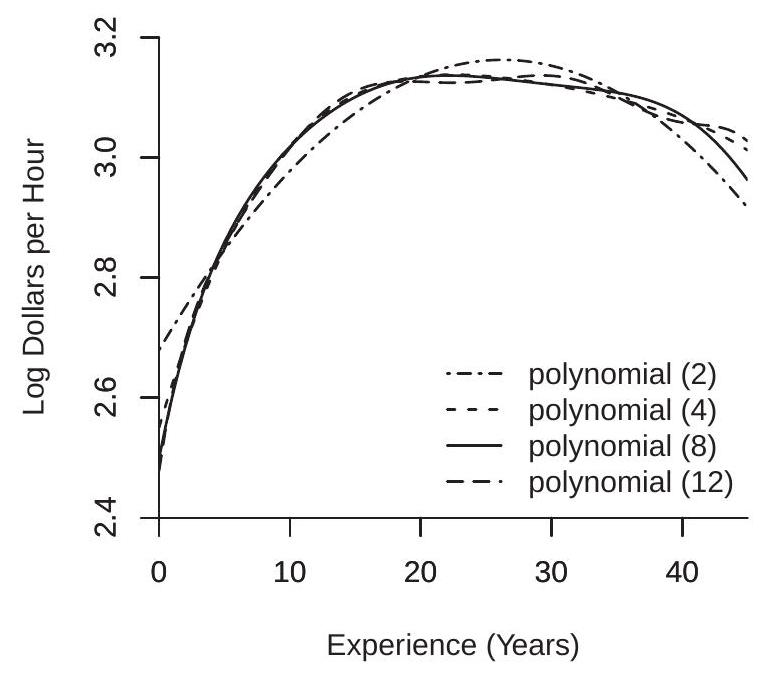 3.2
3.0
2.8
2.6
2.4
Log Dollars per Hour
polynomial (2)
polynomial (4)
polynomial (8)
polynomial (12)
0 10 20 30 40
Experience (Years)